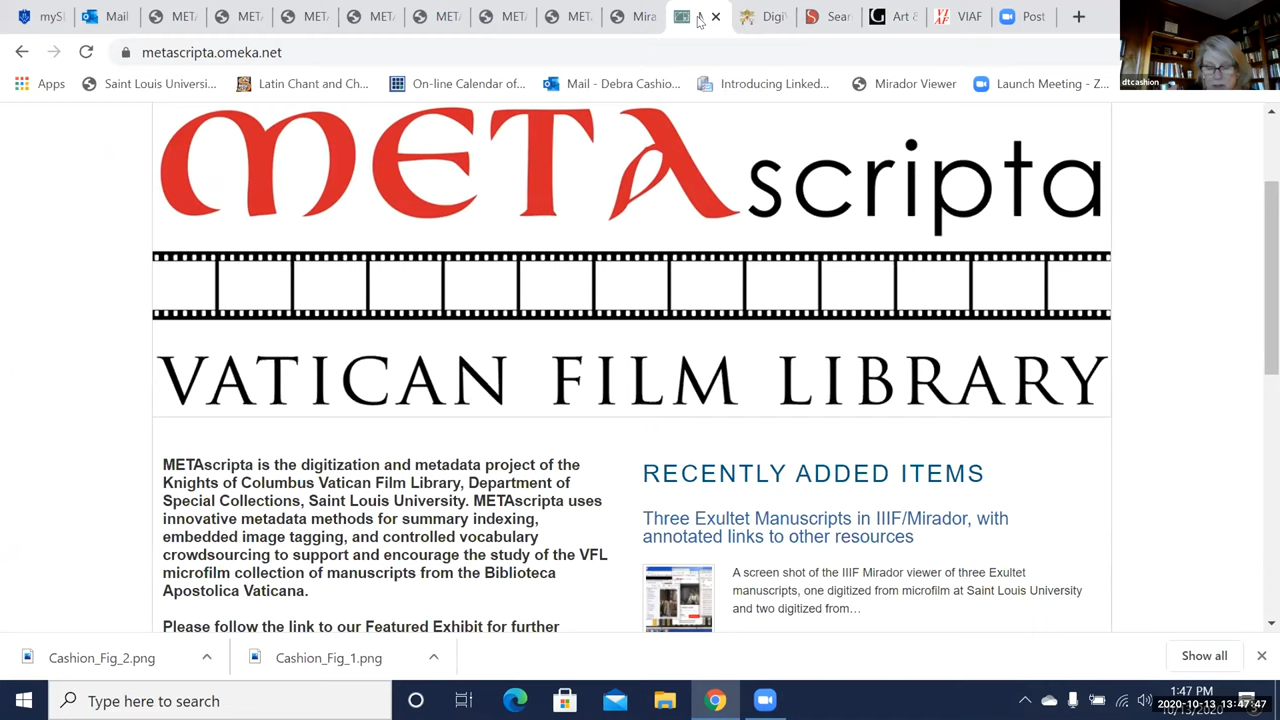 myS
Mail
META
META
META
META
META
META
META
Mira
Digi
Sear
Art &
VIAF
Post
metascripta.omeka.net
Apps
Saint Louis Universi...
Latin Chant and Ch...
On-line Calendar of...
Mail - Debra Cashio...
Introducing Linked...
Mirador Viewer
Launch Meeting - Z...
dtcashion
METAscripta
VATICAN FILM LIBRARY
METAscripta is the digitization and metadata project of the
Knights of Columbus Vatican Film Library, Department of
Special Collections, Saint Louis University. METAscripta uses
innovative metadata methods for summary indexing,
embedded image tagging, and controlled vocabulary
crowdsourcing to support and encourage the study of the VFL
microfilm collection of manuscripts from the Biblioteca
Apostolica Vaticana.
Please follow the link to our Featured Exhibit for further
RECENTLY ADDED ITEMS
Three Exultet Manuscripts in IIIF/Mirador, with
annotated links to other resources
A screen shot of the IIIF Mirador viewer of three Exultet
manuscripts, one digitized from microfilm at Saint Louis University
and two digitized from…
Cashion_Fig_2.png
Cashion_Fig_1.png
Show all
Type here to search
1:47 PM
2020-10-13 13:47:47